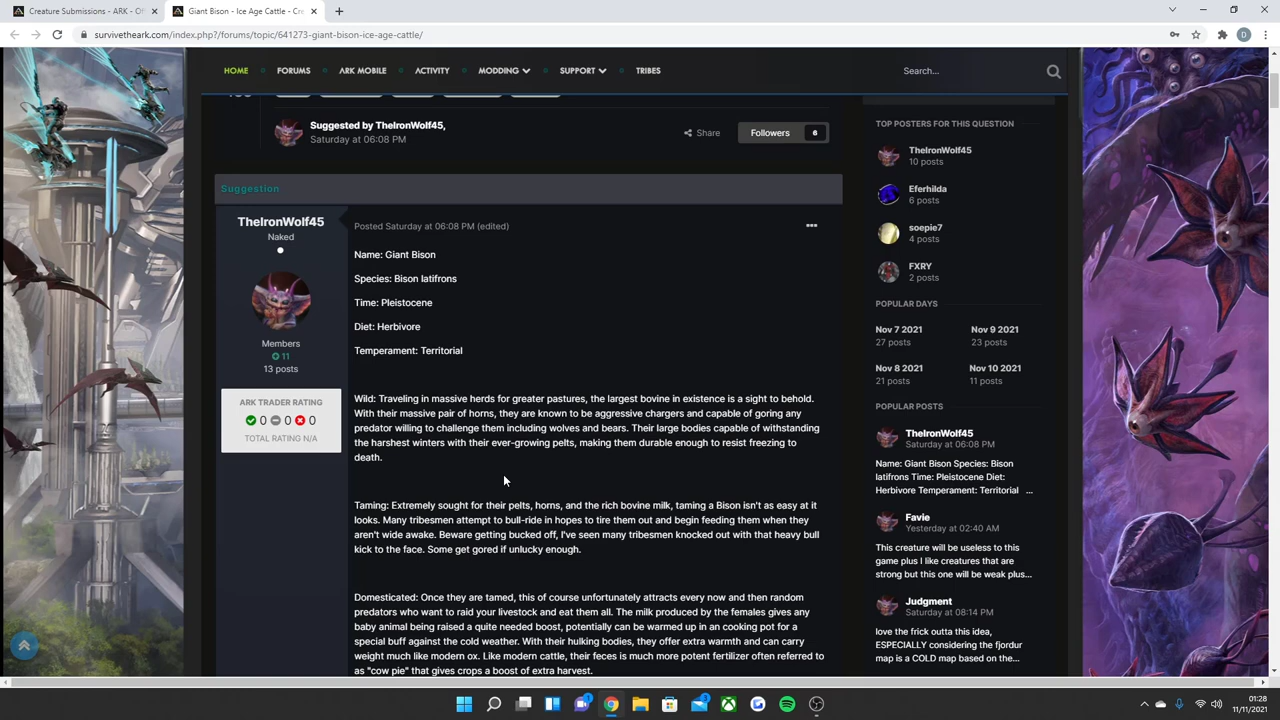 Creature Submissions - ARK - Of
Giant Bison - Ice Age Cattle - Cre
survivetheark.com/index.php?/forums/topic/641273-giant-bison-ice-age-cattle/
D
HOME
FORUMS
ARK MOBILE
ACTIVITY
MODDING
SUPPORT
TRIBES
Search...
Suggested by TheIronWolf45,
Saturday at 06:08 PM
Share
Followers 6
Suggestion
TheIronWolf45
Naked
Members
11
13 posts
ARK TRADER RATING
0 0 0
TOTAL RATING N/A
Posted Saturday at 06:08 PM (edited)
Name: Giant Bison
Species: Bison latifrons
Time: Pleistocene
Diet: Herbivore
Temperament: Territorial
Wild: Traveling in massive herds for greater pastures, the largest bovine in existence is a sight to behold.
With their massive pair of horns, they are known to be aggressive chargers and capable of goring any
predator willing to challenge them including wolves and bears. Their large bodies capable of withstanding
the harshest winters with their ever-growing pelts, making them durable enough to resist freezing to
death.
Taming: Extremely sought for their pelts, horns, and the rich bovine milk, taming a Bison isn't as easy at it
looks. Many tribesmen attempt to bull-ride in hopes to tire them out and begin feeding them when they
aren't wide awake. Beware getting bucked off, I've seen many tribesmen knocked out with that heavy bull
kick to the face. Some get gored if unlucky enough.
Domesticated: Once they are tamed, this of course unfortunately attracts every now and then random
predators who want to raid your livestock and eat them all. The milk produced by the females gives any
baby animal being raised a quite needed boost, potentially can be warmed up in an cooking pot for a
special buff against the cold weather. With their hulking bodies, they offer extra warmth and can carry
weight much like modern ox. Like modern cattle, their feces is much more potent fertilizer often referred to
as "cow pie" that gives crops a boost of extra harvest.
TOP POSTERS FOR THIS QUESTION
TheIronWolf45
10 posts
Eferhilda
6 posts
soepie7
4 posts
FXRY
2 posts
POPULAR DAYS
Nov 7 2021
27 posts
Nov 9 2021
23 posts
Nov 8 2021
21 posts
Nov 10 2021
11 posts
POPULAR POSTS
TheIronWolf45
Saturday at 06:08 PM
Name: Giant Bison Species: Bison
latifrons Time: Pleistocene Diet:
Herbivore Temperament: Territorial ...
Favie
Yesterday at 02:40 AM
This creature will be useless to this
game plus I like creatures that are
strong but this one will be weak plus...
Judgment
Saturday at 08:14 PM
love the frick outta this idea,
ESPECIALLY considering the fjordur
map is a COLD map based on the...
01:28
11/11/2021